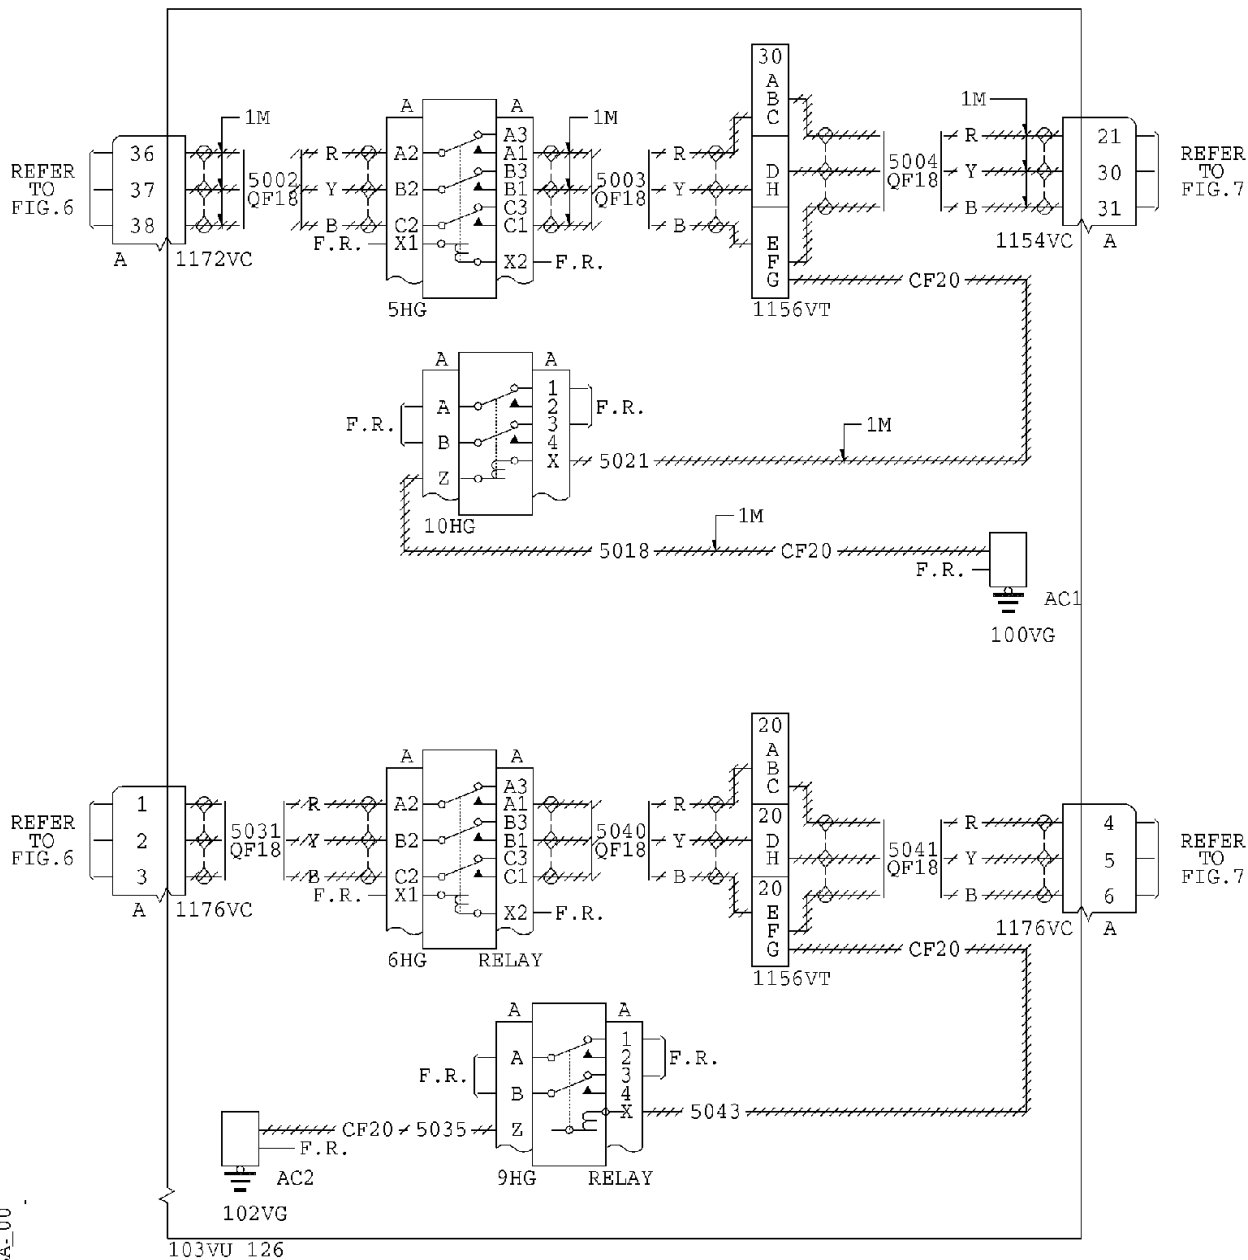 30
A
B
C
D
H
E
F
G
1156VT
1M
A
A
1M
1M
REFER
TO
FIG.6
36
37
38
A
1172VC
5002
QF18
R
Y
B
F.R.
A2
B2
C2
X1
A3
A1
B3
B1
C3
C1
X2
F.R.
5HG
5003
QF18
R
Y
B
5004
QF18
R
Y
B
21
30
31
1154VC
A
REFER
TO
FIG.7
CF20
A
A
F.R.
A
B
Z
1
2
3
4
X
F.R.
10HG
5021
1M
1M
5018
CF20
F.R.
AC1
100VG
REFER
TO
FIG.6
1
2
3
A
1176VC
5031
QF18
R
Y
B
F.R.
A
A
A2
B2
C2
X1
A3
A1
B3
B1
C3
C1
X2
F.R.
6HG
RELAY
5040
QF18
R
Y
B
20
A
B
C
20
D
H
20
E
F
G
1156VT
5041
QF18
R
Y
B
4
5
6
1176VC
A
REFER
TO
FIG.7
CF20
A
A
F.R.
A
B
Z
1
2
3
4
X
F.R.
5043
9HG
RELAY
CF20
5035
F.R.
AC2
102VG
103VU 126